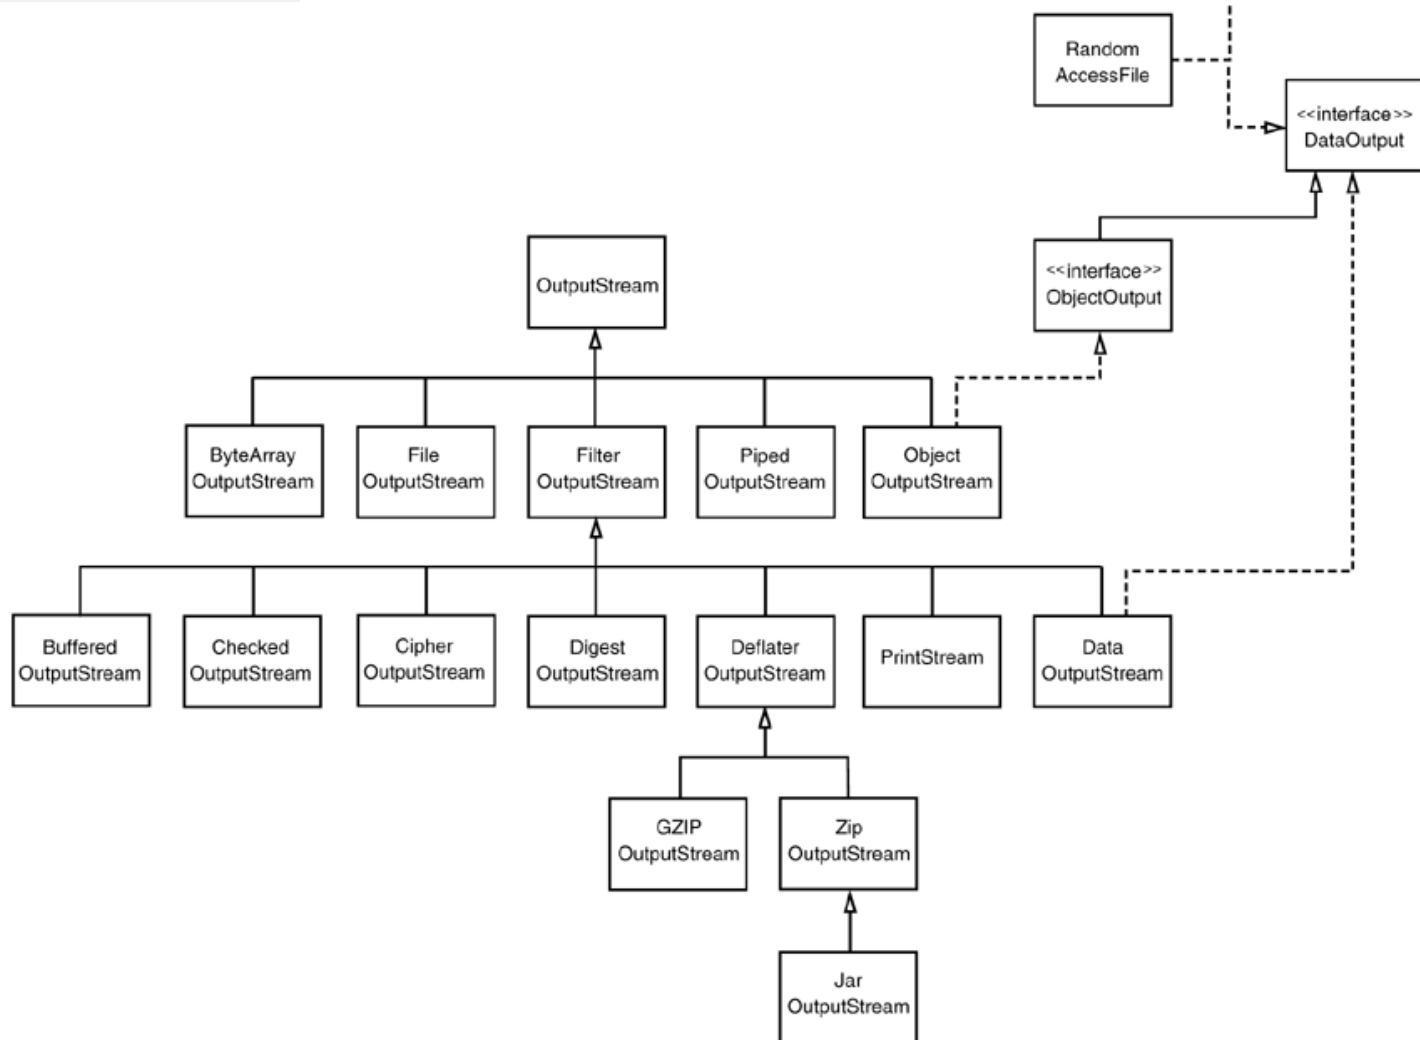 Random
AccessFile
<<interface>>
DataOutput
<<interface>>
ObjectOutput
OutputStream
ByteArray
OutputStream
File
OutputStream
Filter
OutputStream
Piped
OutputStream
Object
OutputStream
Buffered
OutputStream
Checked
OutputStream
Cipher
OutputStream
Digest
OutputStream
Deflater
OutputStream
PrintStream
Data
OutputStream
GZIP
OutputStream
Zip
OutputStream
Jar
OutputStream